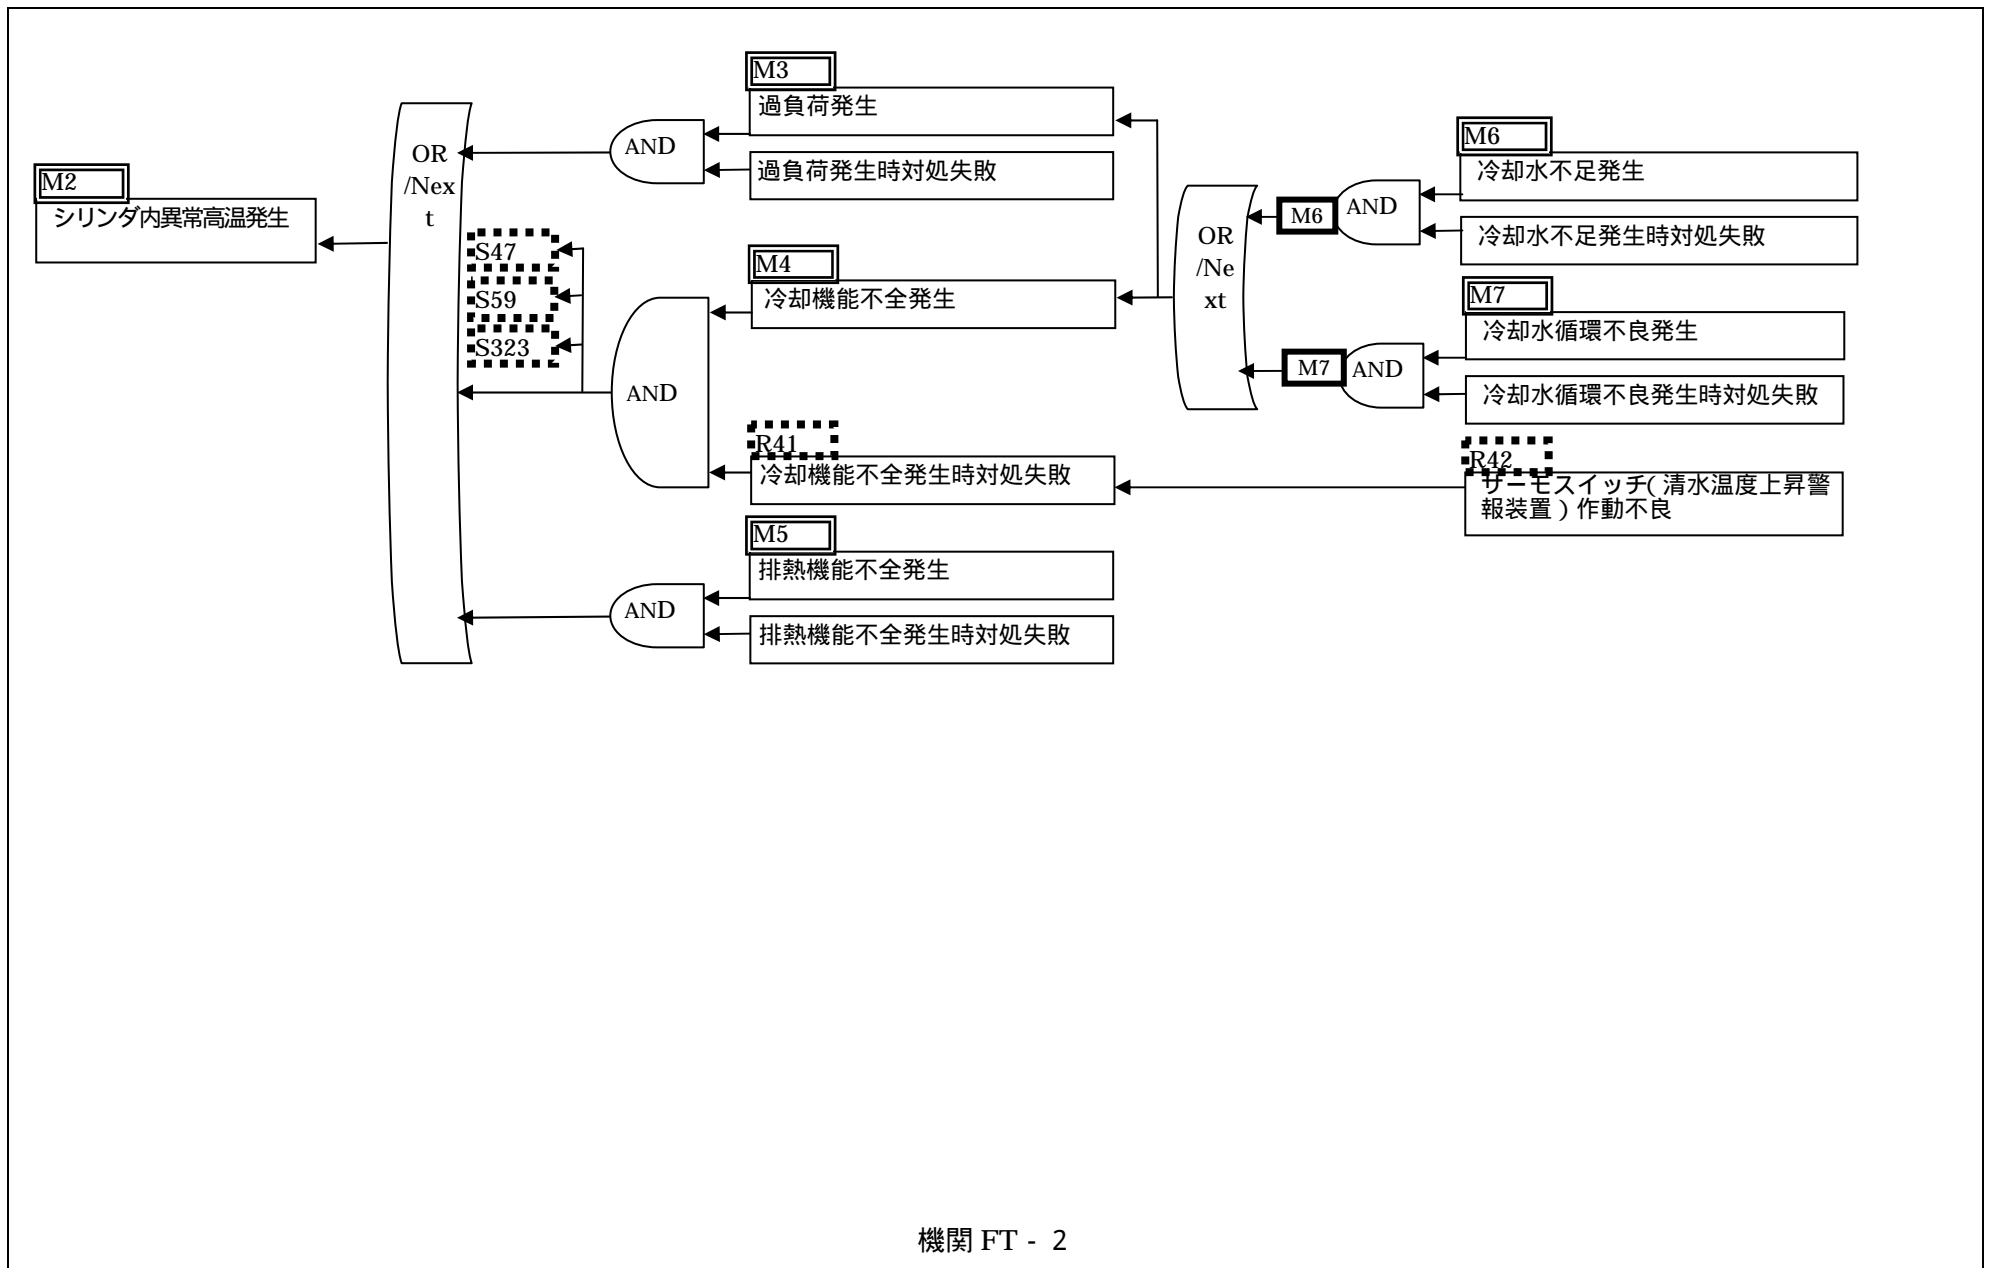 M2
シリンダ内異常高温発生
OR
/Nex
t
S47
S59
S323
AND
M3
過負荷発生
過負荷発生時対処失敗
AND
M4
冷却機能不全発生
R41
冷却機能不全発生時対処失敗
AND
M5
排熱機能不全発生
排熱機能不全発生時対処失敗
OR
/Ne
xt
M6
AND
M6
冷却水不足発生
冷却水不足発生時対処失敗
M7
AND
M7
冷却水循環不良発生
冷却水循環不良発生時対処失敗
R42
サーモスイッチ(清水温度上昇警
報装置)作動不良
機関 FT - 2